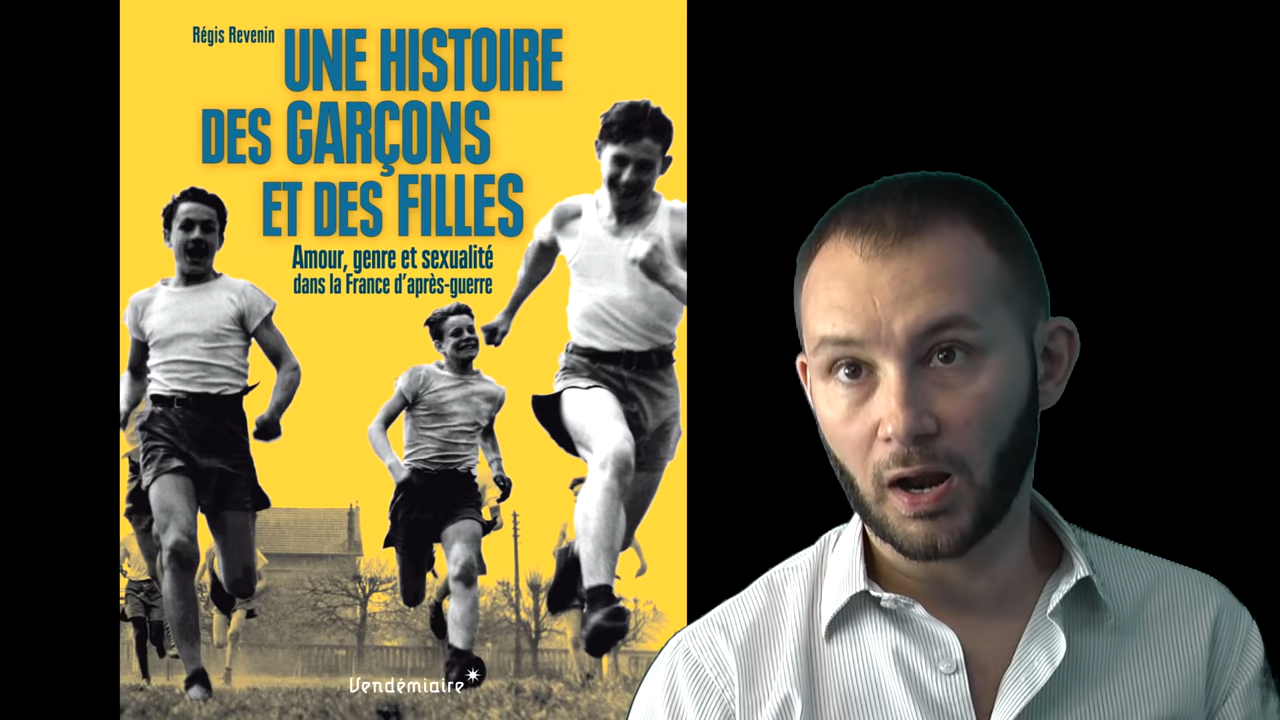 Régis Revenin
UNE HISTOIRE
DES GARÇONS
ET DES FILLES
Amour, genre et sexualité
dans la France d'après-guerre
Vendémiaire